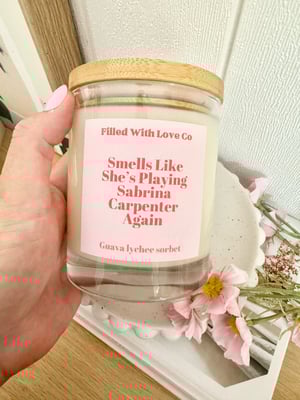 Filled With Love Co
Smells Like
She's Playing
Sabrina
Carpenter
Again
Guava lychee sorbet